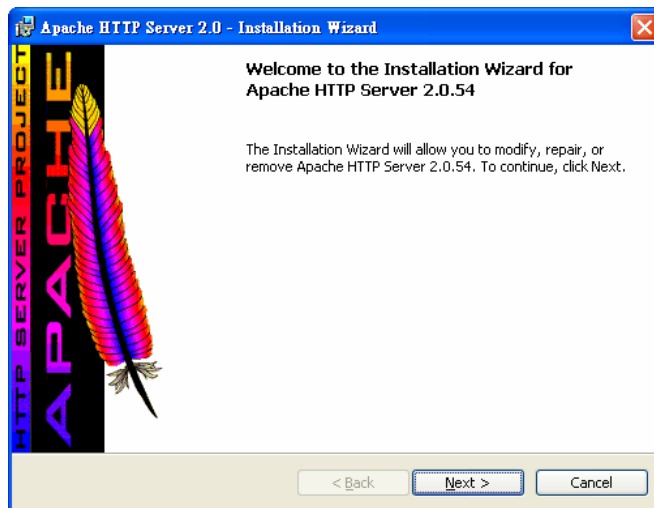 Apache HTTP Server 2.0 - Installation Wizard
HTTP SERVER PROJECT
APACHE
Welcome to the Installation Wizard for
Apache HTTP Server 2.0.54
The Installation Wizard will allow you to modify, repair, or
remove Apache HTTP Server 2.0.54. To continue, click Next.
< Back
Next >
Cancel